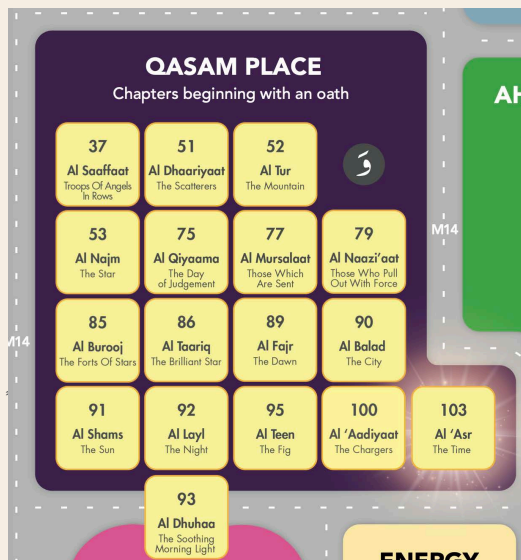 QASAM PLACE
Chapters beginning with an oath
37
Al Saaffaat
Troops Of Angels
In Rows
51
Al Dhaariyaat
The Scatterers
52
Al Tur
The Mountain
وَ
53
Al Najm
The Star
75
Al Qiyaama
The Day
of Judgement
77
Al Mursalaat
Those Which
Are Sent
79
Al Naazi’aat
Those Who Pull
Out With Force
85
Al Burooj
The Forts Of Stars
86
Al Taariq
The Brilliant Star
89
Al Fajr
The Dawn
90
Al Balad
The City
91
Al Shams
The Sun
92
Al Layl
The Night
95
Al Teen
The Fig
100
Al ‘Aadiyaat
The Chargers
103
Al ‘Asr
The Time
93
Al Dhuhaa
The Soothing
Morning Light
M14
M14
AH
ENERGY